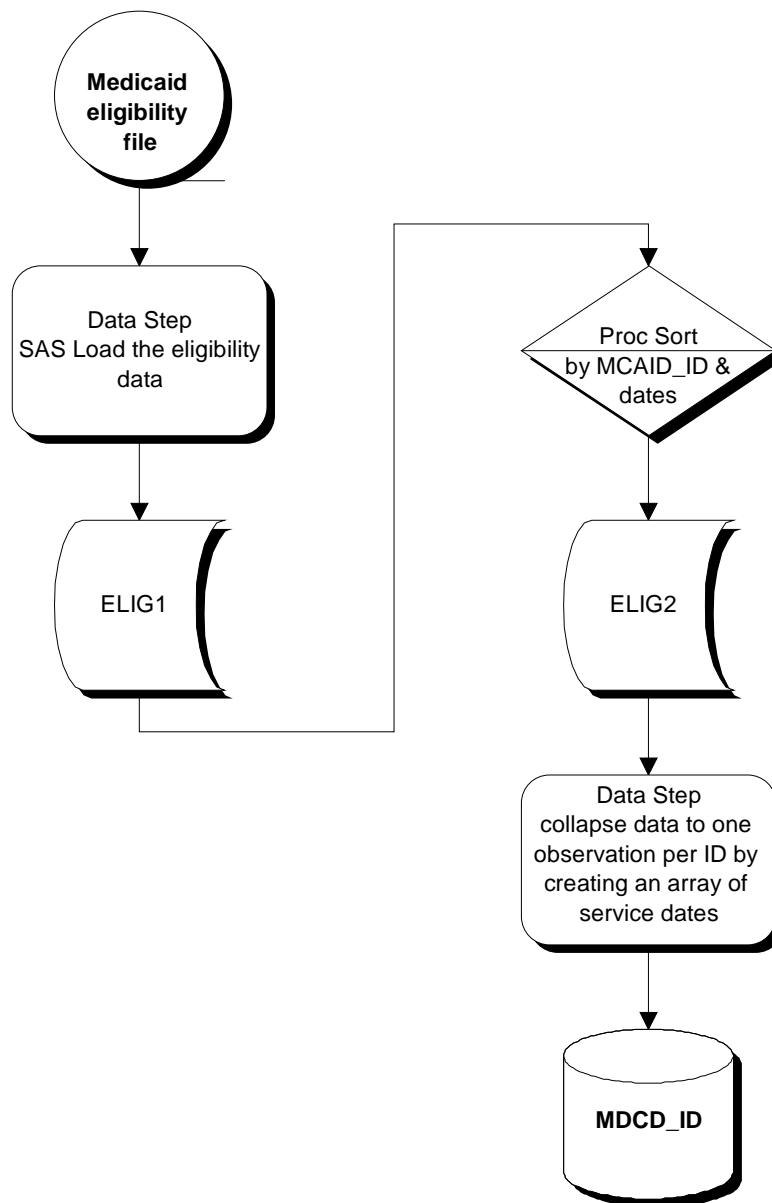 Medicaid
eligibility
file
Data Step
SAS Load the eligibility
data
ELIG1
Proc Sort
by MCAID_ID &
dates
ELIG2
Data Step
collapse data to one
observation per ID by
creating an array of
service dates
MDCD_ID